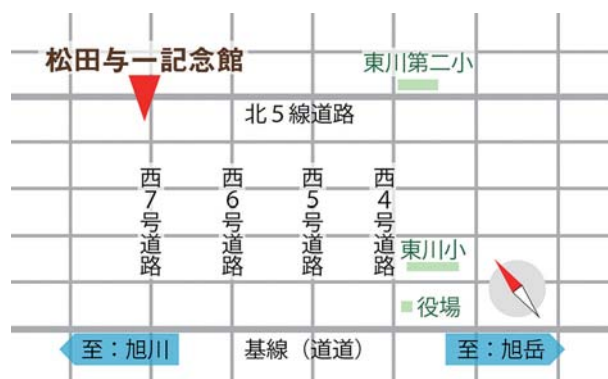 松田与一記念館
東川第二小
北5線道路
西7号道路
西6号道路
西5号道路
西4号道路
東川小
役場
至：旭川
基線（道道）
至：旭岳